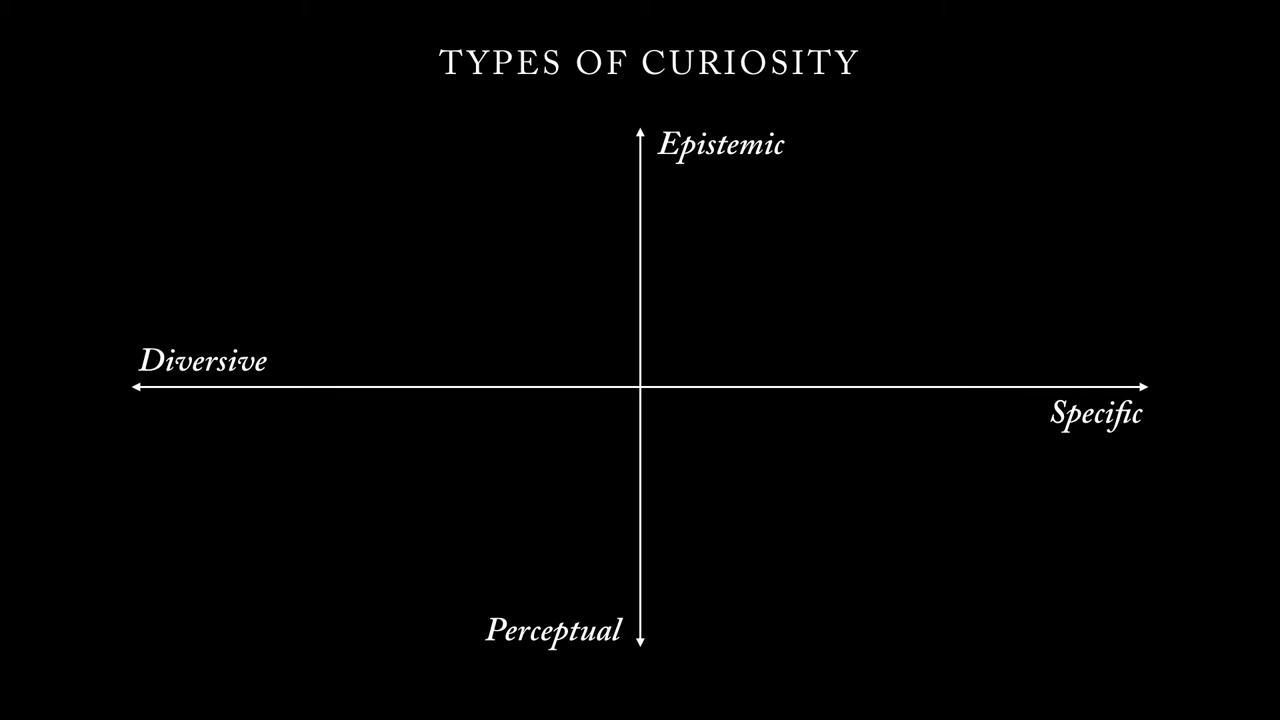 TYPES OF CURIOSITY
Epistemic
Diversive
Specific
Perceptual